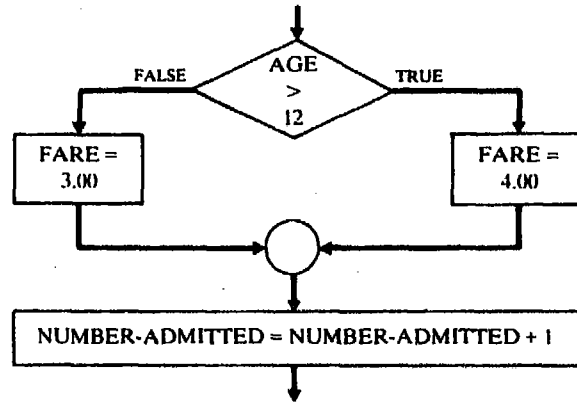 AGE
>
12
FALSE
TRUE
FARE =
3.00
FARE =
4.00
NUMBER-ADMITTED = NUMBER-ADMITTED + 1